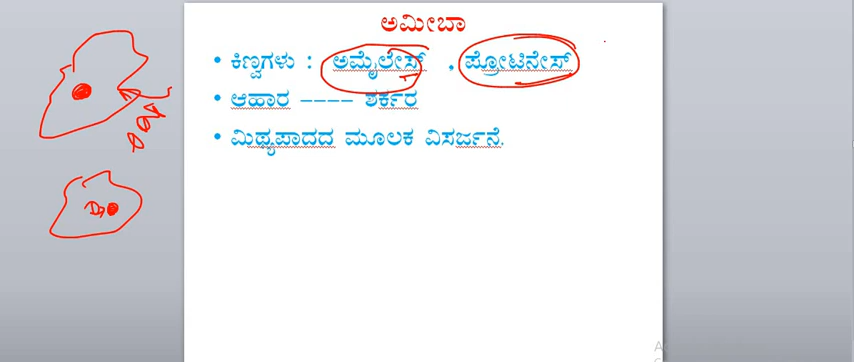 ಅಮೀಬಾ
• ಕಿಣ್ವಗಳು : ಅಮೈಲೇಸ್ , ಪ್ರೋಟಿನೇಸ್
• ಆಹಾರ ---- ಶರ್ಕರ
• ಮಿಥ್ಯಪಾದದ ಮೂಲಕ ವಿಸರ್ಜನೆ.